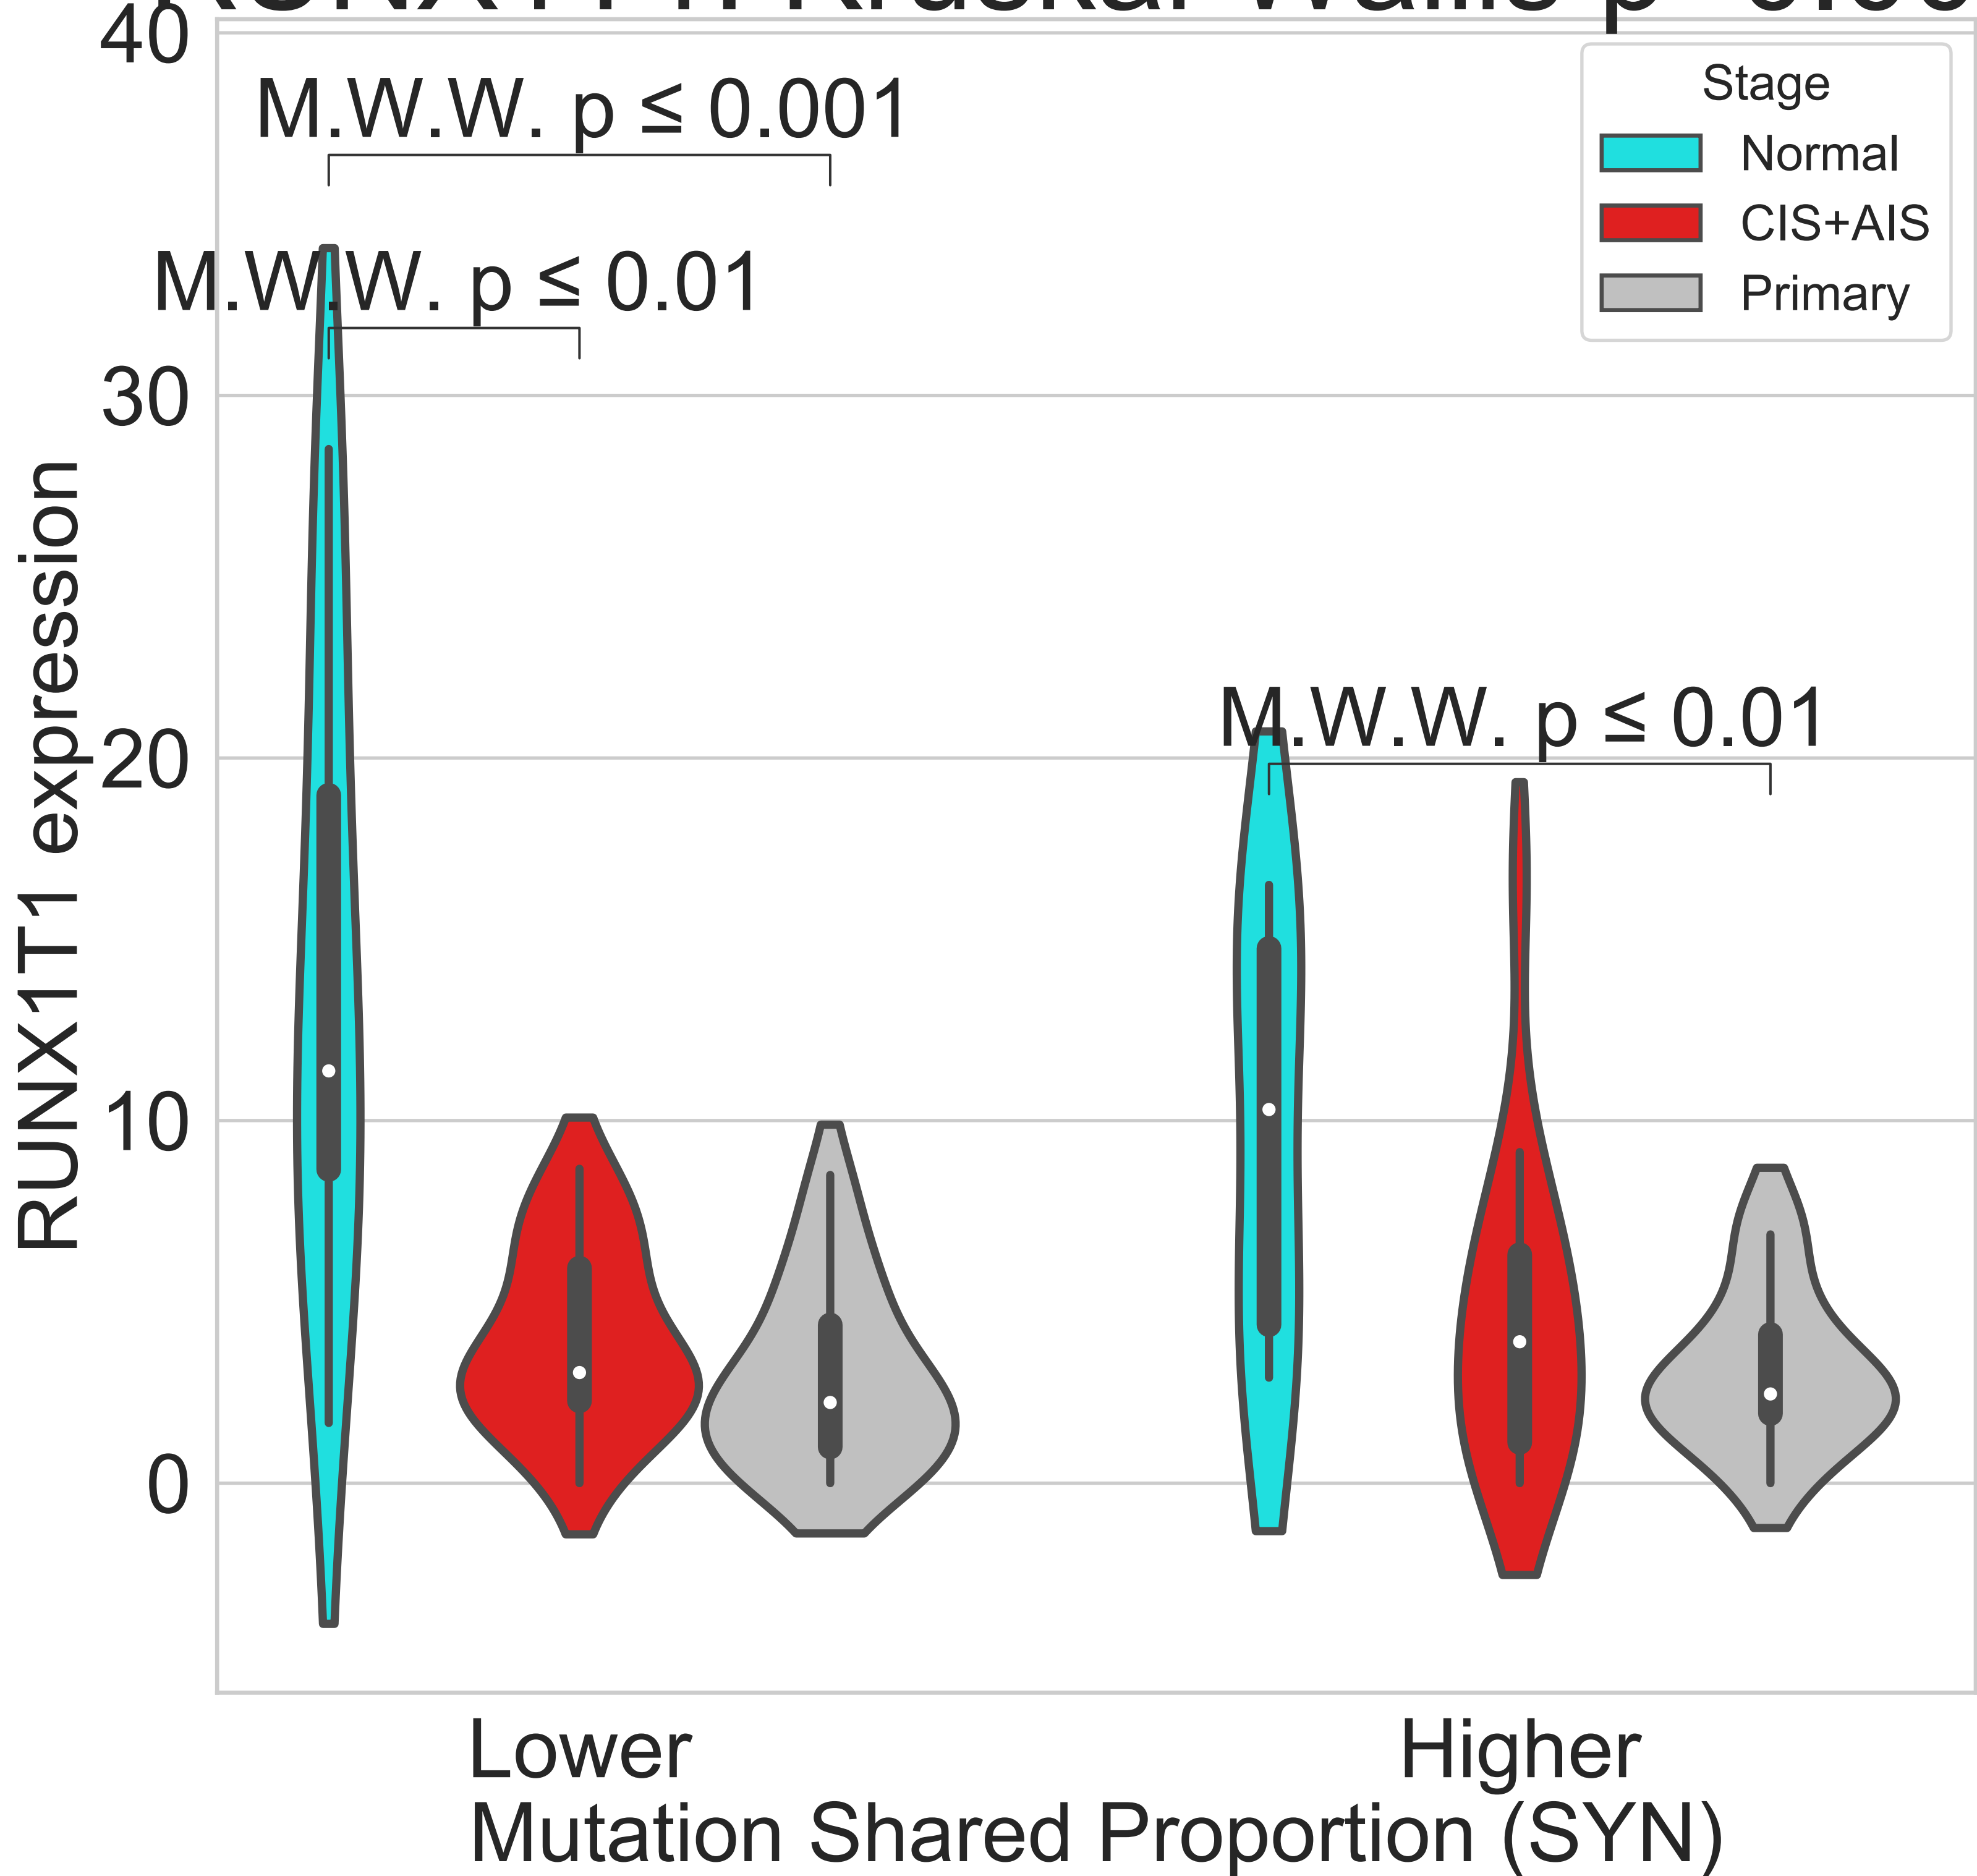 40
M.W.W. p ≤ 0.001
Stage
Normal
CIS+AIS
Primary
M.W.W. p ≤ 0.01
30
RUNX1T1 expression
M.W.W. p ≤ 0.01
20
10
0
Lower
Higher
Mutation Shared Proportion (SYN)